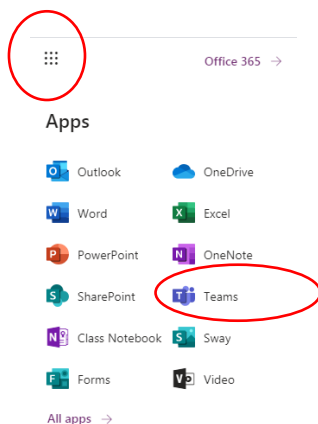 Office 365 →
Apps
Outlook OneDrive
Word Excel
PowerPoint OneNote
SharePoint Teams
Class Notebook Sway
Forms Video
All apps →